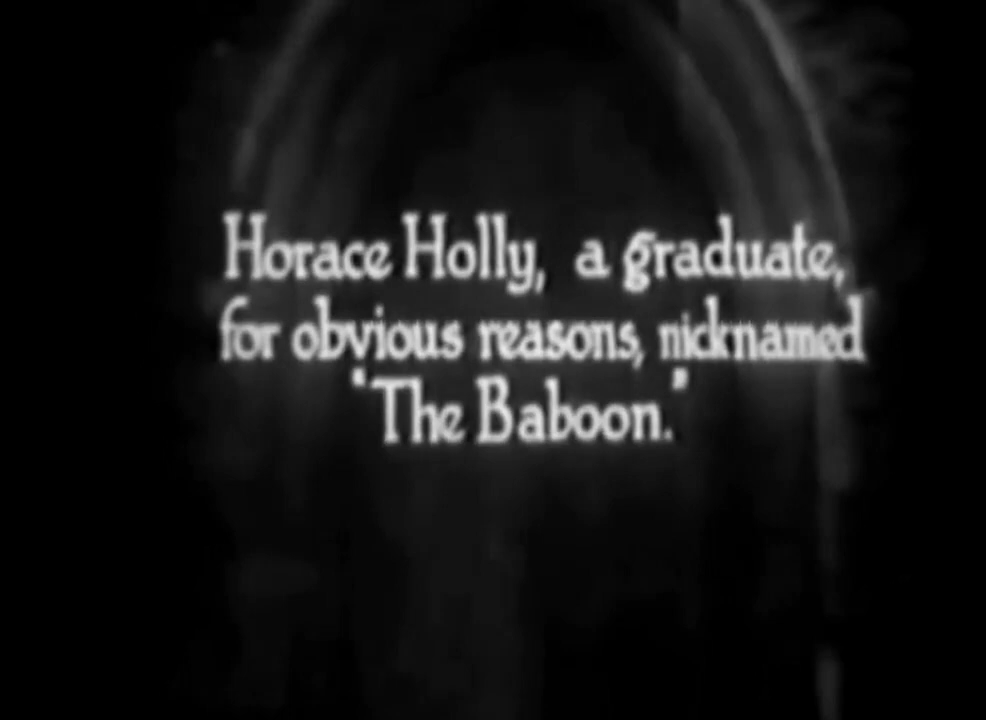 Horace Holly, a graduate,
for obvious reasons, nicknamed
"The Baboon."